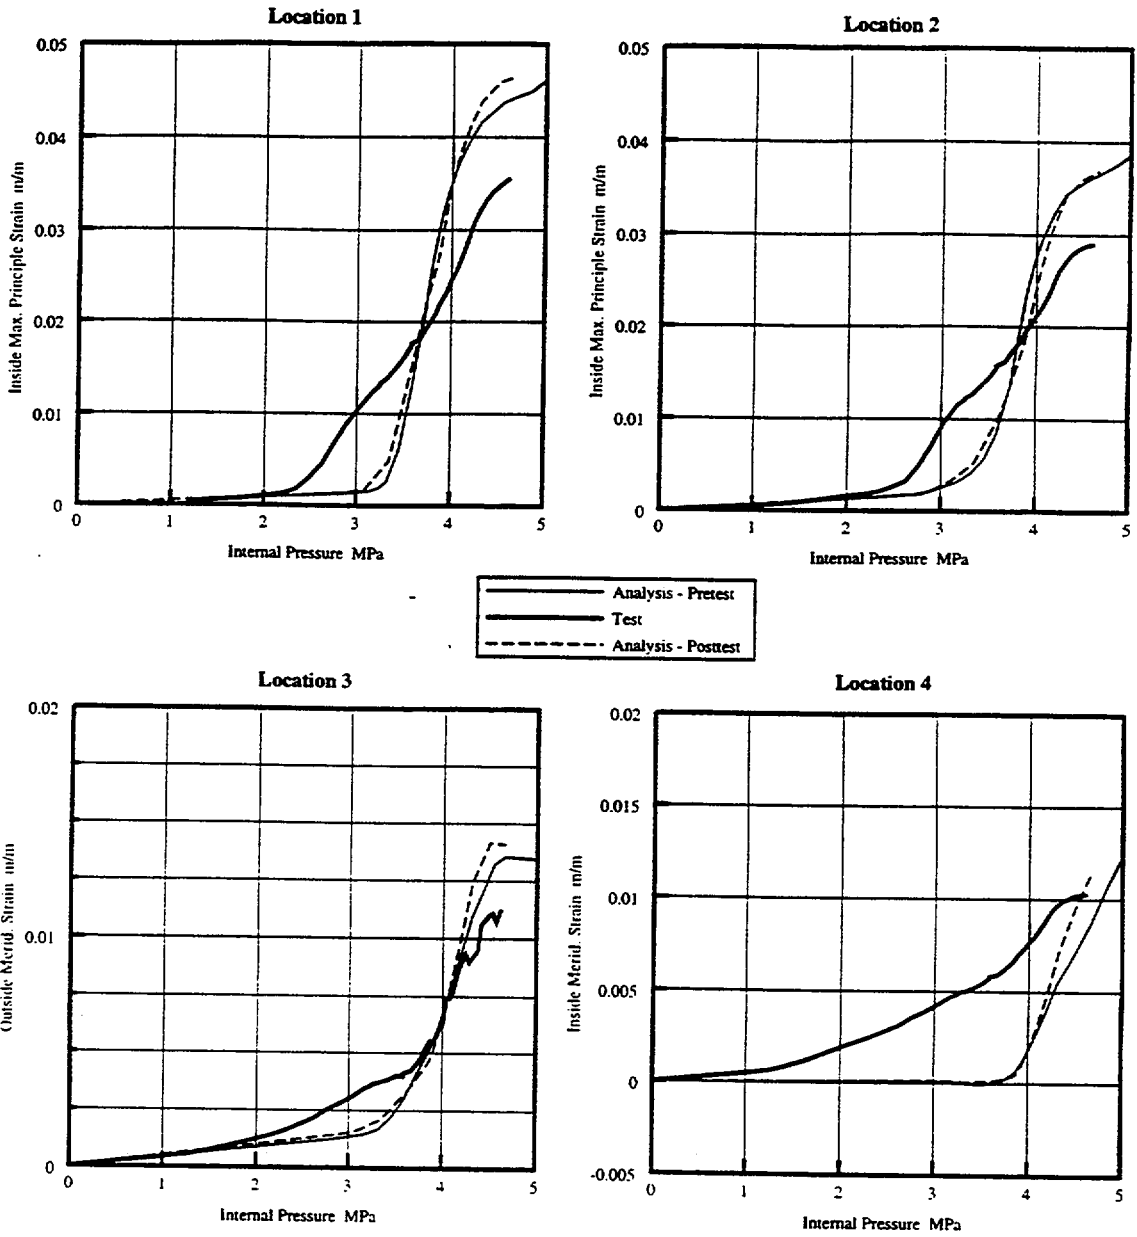 Location 1
0.05
0.04
0.03
0.02
0.01
0
Inside Max. Principle Strain m/m
0 1 2 3 4 5
Internal Pressure MPa
Location 2
0.05
0.04
0.03
0.02
0.01
0
Inside Max. Principle Strain m/m
0 1 2 3 4 5
Internal Pressure MPa
Analysis - Pretest
Test
Analysis - Posttest
Location 3
0.02
0.01
0
Outside Merid. Strain m/m
0 1 2 3 4 5
Internal Pressure MPa
Location 4
0.02
0.015
0.01
0.005
0
-0.005
Inside Merid. Strain m/m
0 1 2 3 4 5
Internal Pressure MPa